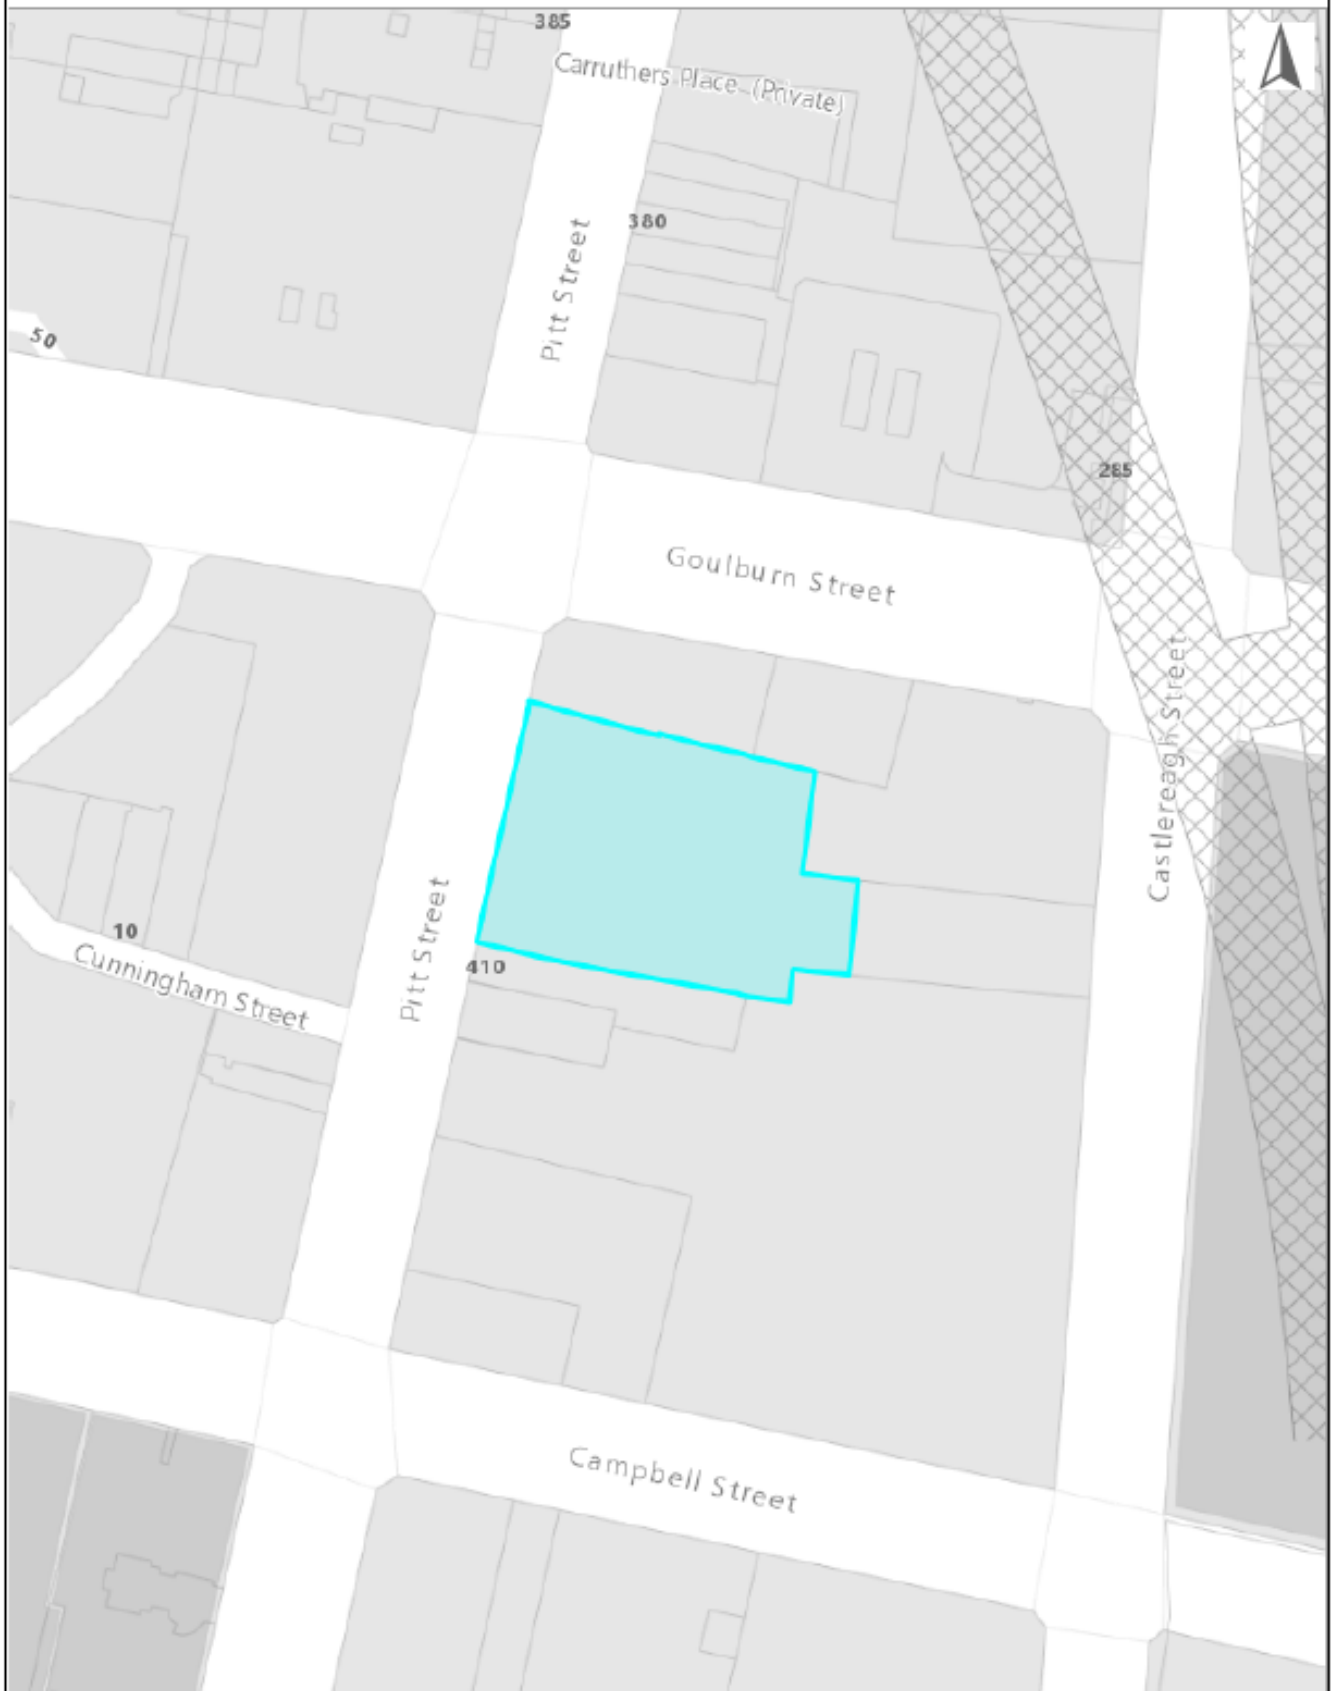 385
Carruthers Place (Private)
380
Pitt Street
50
285
Goulburn Street
Castlereagh Street
Pitt Street
10
Cunningham Street
410
Campbell Street